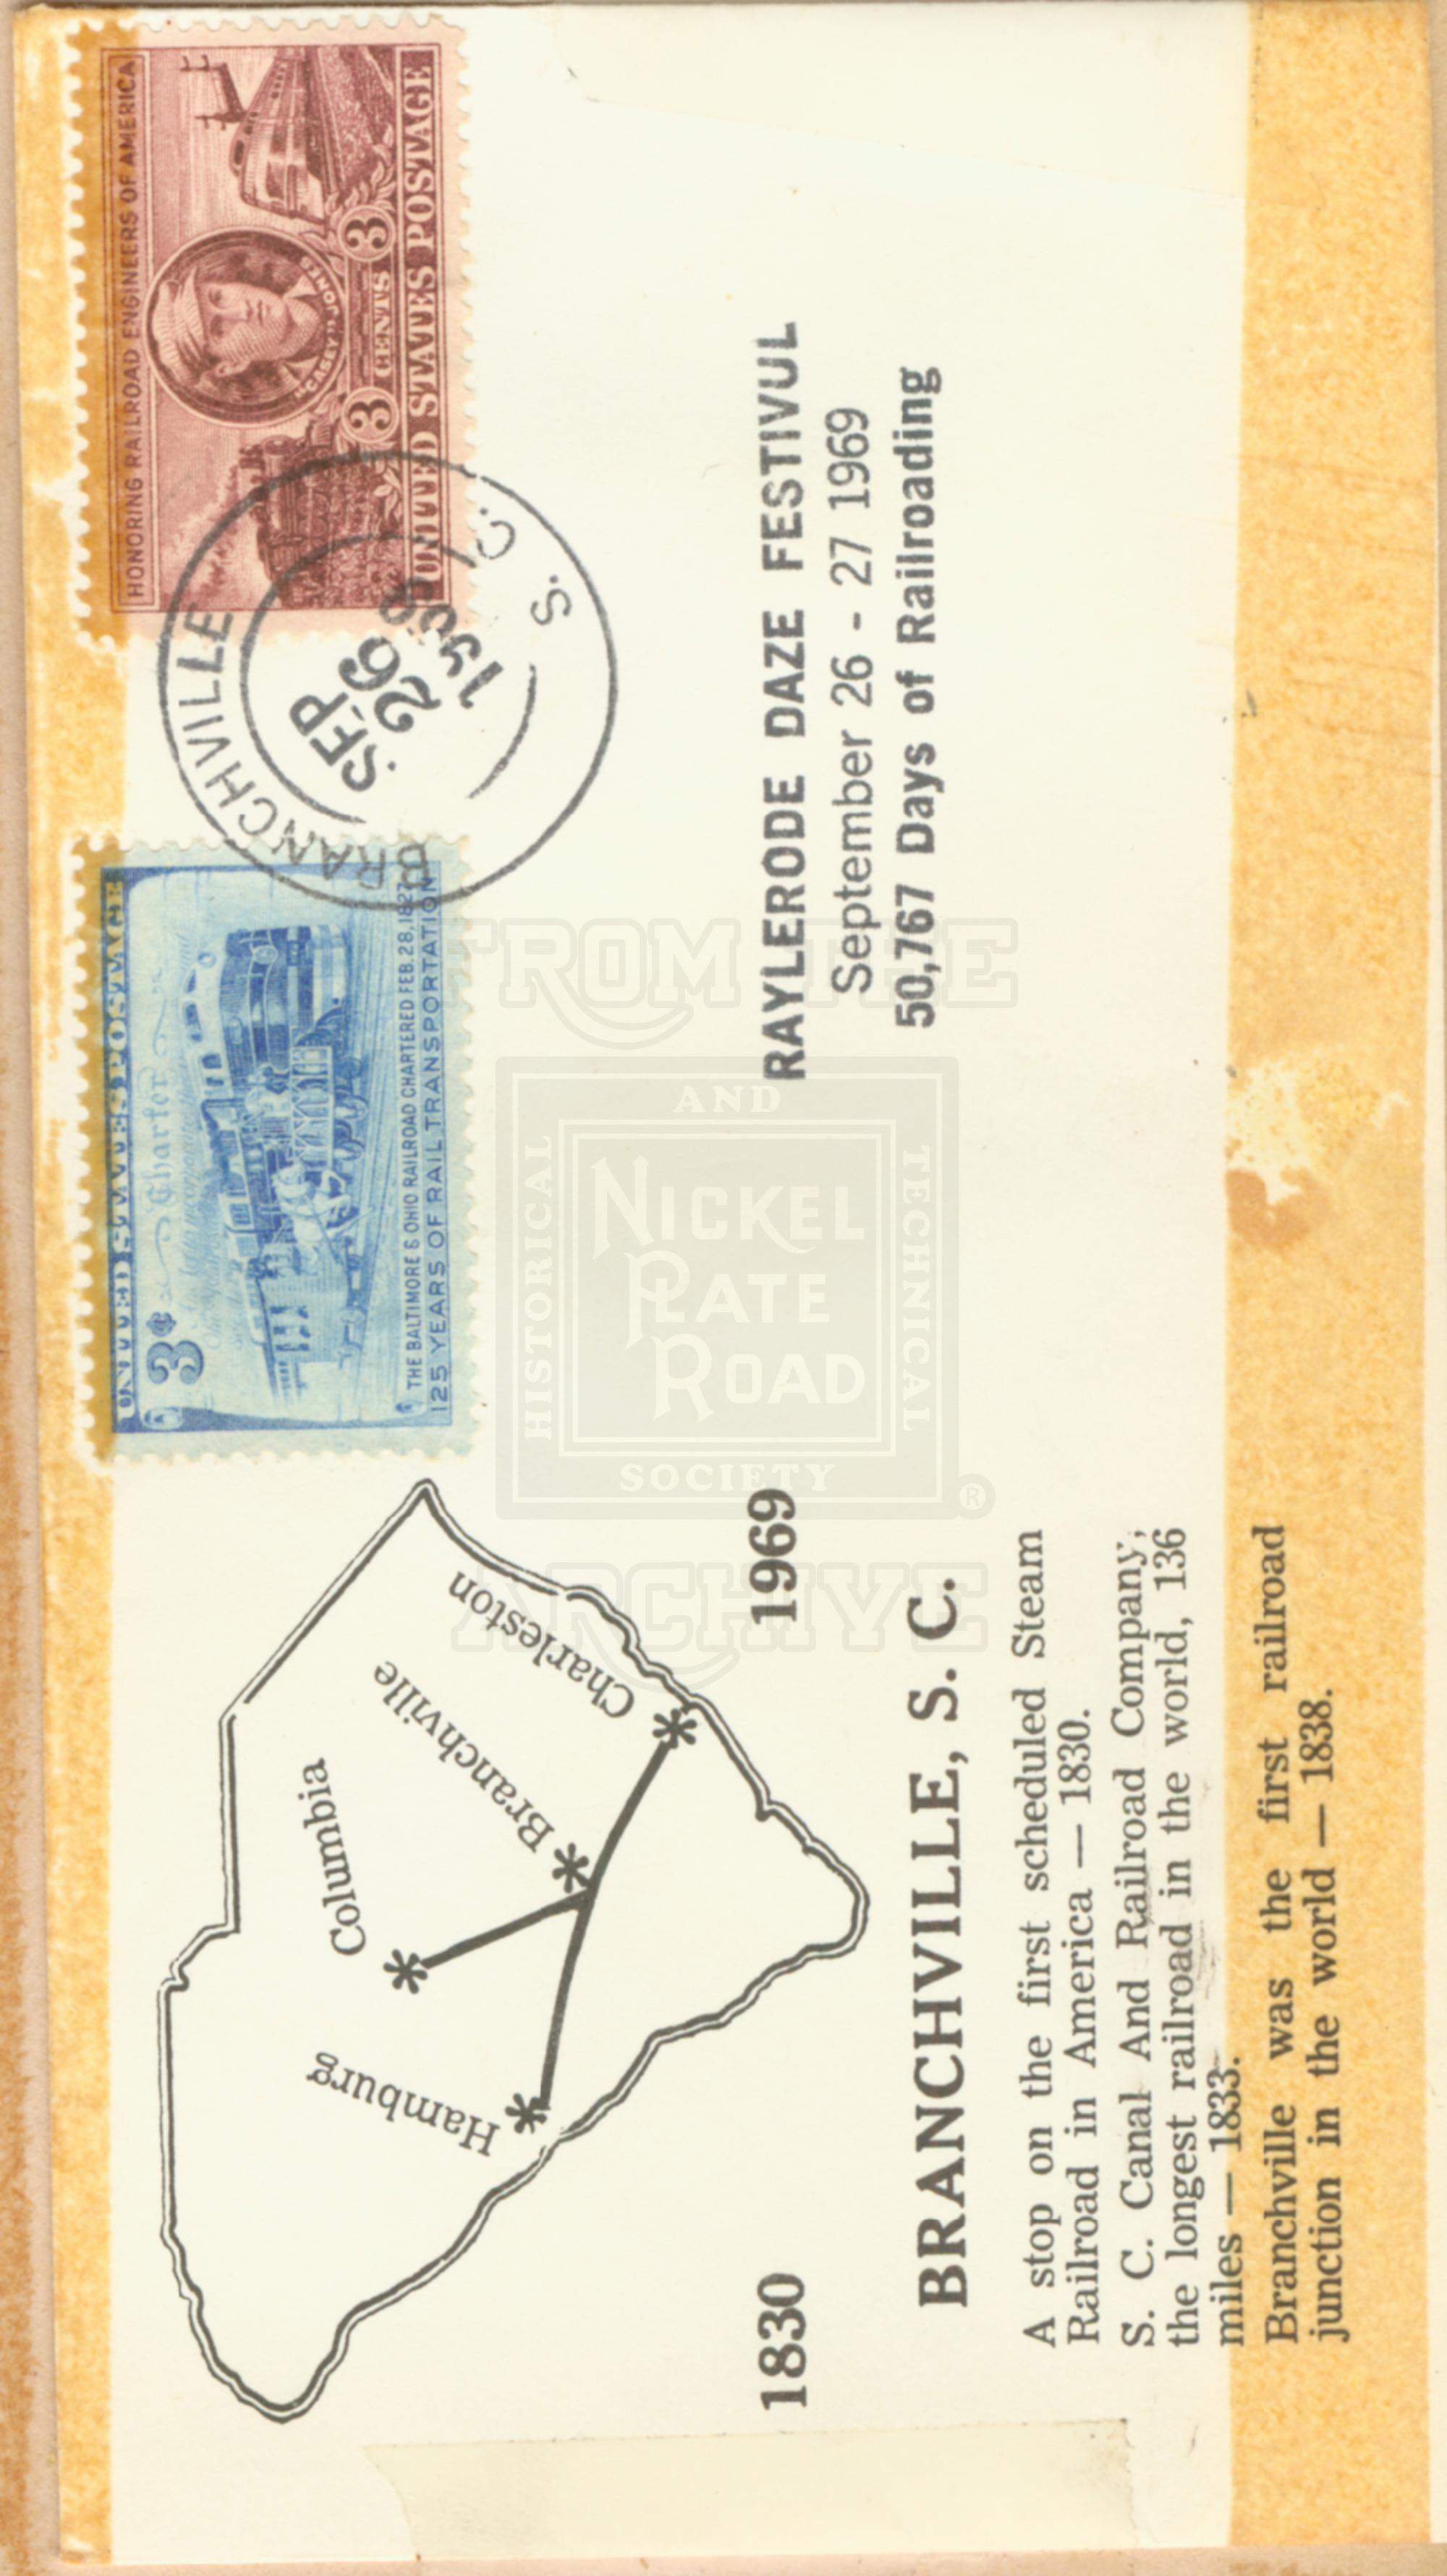 UNITED STATES POSTAGE
3¢
Charter
THE BALTIMORE & OHIO RAILROAD CHARTERED FEB. 28, 1827
125 YEARS OF RAIL TRANSPORTATION
BRANCHVILLE
S. C.
SEP
26
1969
HONORING RAILROAD ENGINEERS OF AMERICA
"CASEY" JONES
3 CENTS 3
UNITED STATES POSTAGE
Columbia
Branchville
Charleston
Hamburg
1830 1969
BRANCHVILLE, S. C.
A stop on the first scheduled Steam
Railroad in America — 1830.
S. C. Canal And Railroad Company,
the longest railroad in the world, 136
miles — 1833.
Branchville was the first railroad
junction in the world — 1838.
RAYLERODE DAZE FESTIVUL
September 26 - 27 1969
50,767 Days of Railroading
FROM THE
AND
HISTORICAL
TECHNICAL
NICKEL
PLATE
ROAD
SOCIETY
®
ARCHIVE